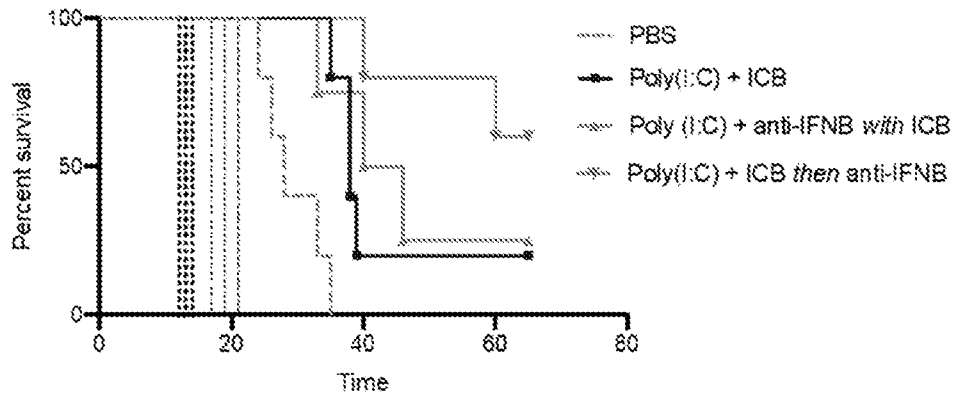 100
50
0
Percent survival
0 20 40 60 80
Time
PBS
Poly(I:C) + ICB
Poly (I:C) + anti-IFNB with ICB
Poly(I:C) + ICB then anti-IFNB